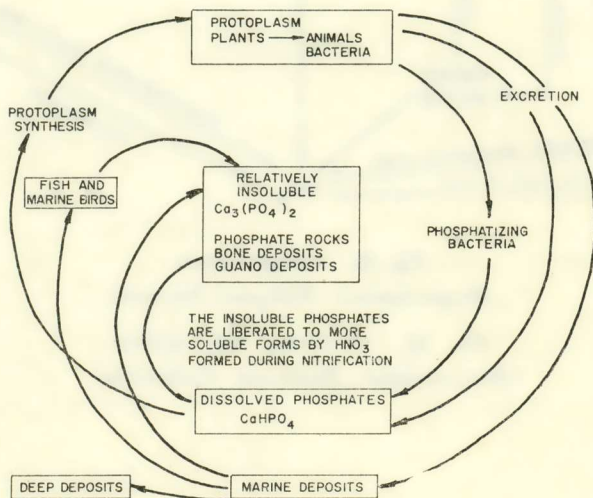 PROTOPLASM
PLANTS → ANIMALS
BACTERIA
EXCRETION
PROTOPLASM
SYNTHESIS
FISH AND
MARINE BIRDS
RELATIVELY
INSOLUBLE
Ca₃(PO₄)₂
PHOSPHATE ROCKS
BONE DEPOSITS
GUANO DEPOSITS
PHOSPHATIZING
BACTERIA
THE INSOLUBLE PHOSPHATES
ARE LIBERATED TO MORE
SOLUBLE FORMS BY HNO₃
FORMED DURING NITRIFICATION
DISSOLVED PHOSPHATES
CaHPO₄
DEEP DEPOSITS
MARINE DEPOSITS